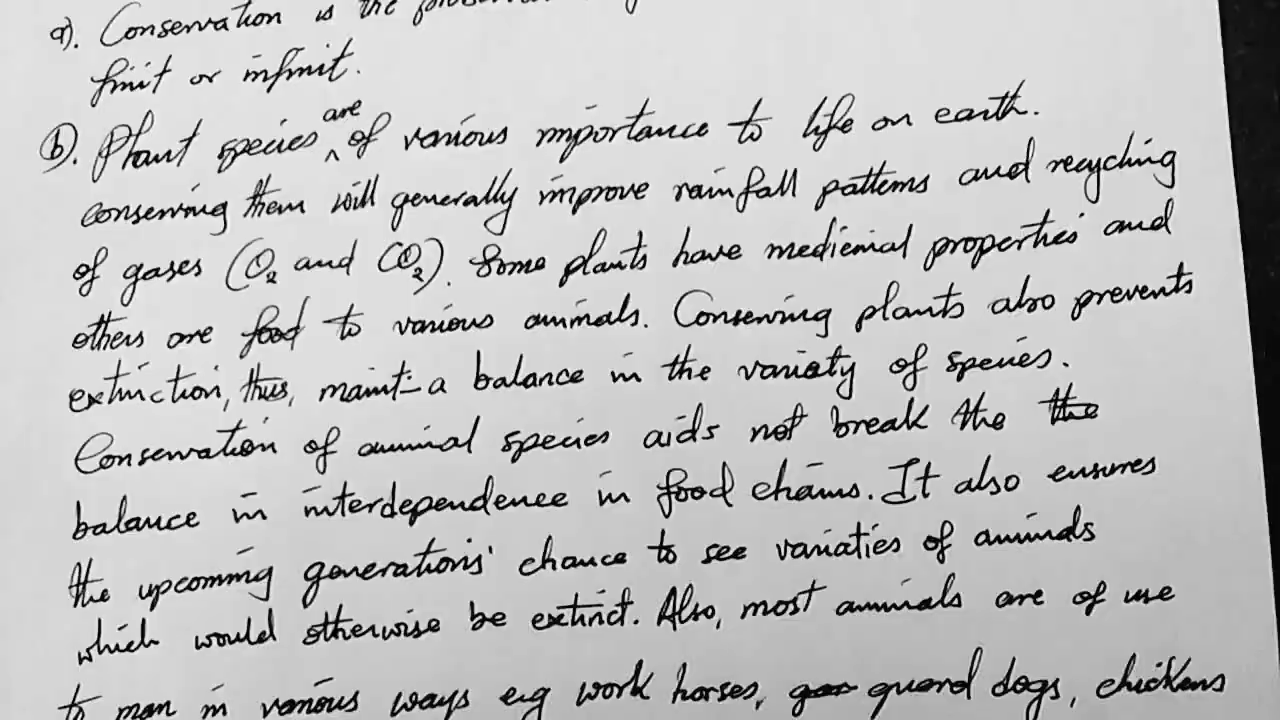 a). Conservation is the
finit or infinit.
b). Plant species are of various importance to life on earth.
conserving them will generally improve rainfall patterns and recycling
of gases (O₂ and CO₂). Some plants have medicinal properties and
others are food to various animals. Conserving plants also prevents
extinction, thus, maint- a balance in the variaty of species.
Conservation of animal species aids not break the the
balance in interdependence in food chains. It also ensures
the upcoming generations' chance to see variaties of animals
which would otherwise be extinct. Also, most animals are of use
to man in various ways eg work horses, guard dogs, chickens